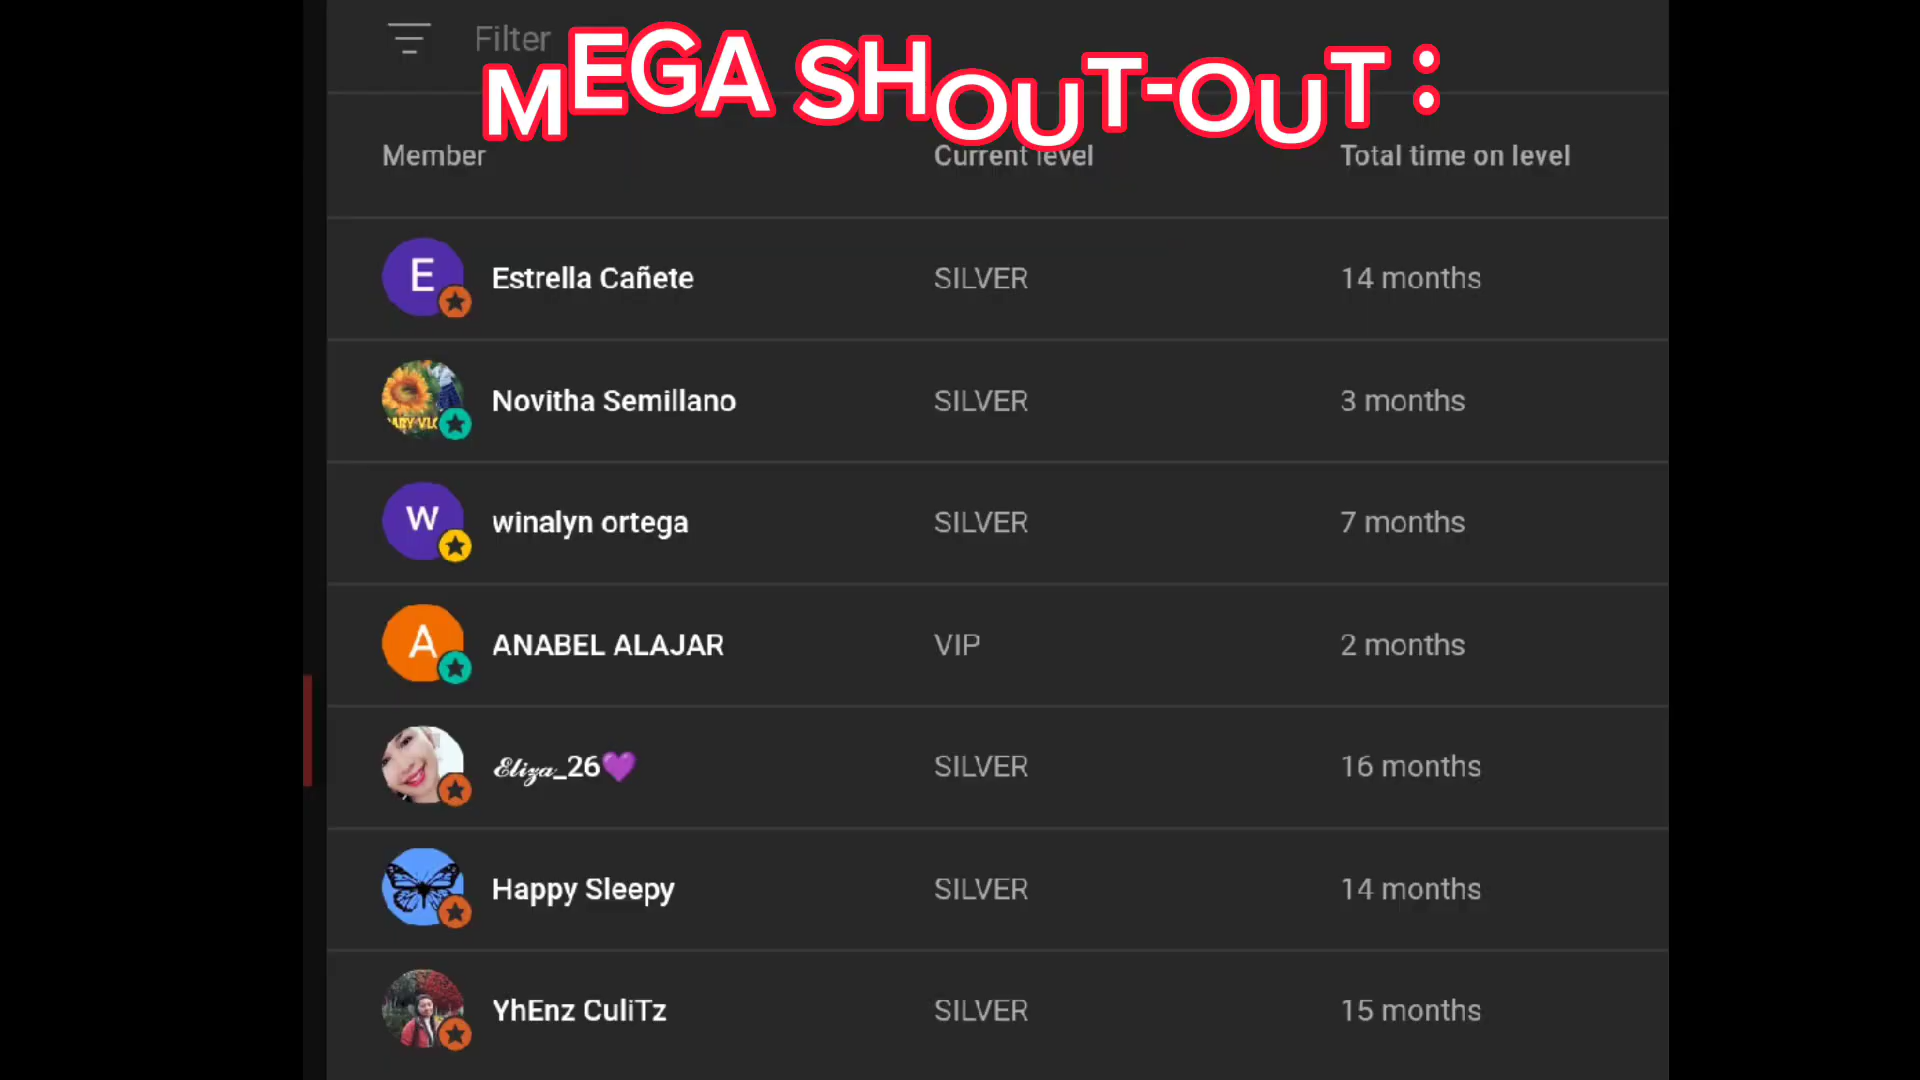 Filter
MEGA SHOUT-OUT :
Member Current level Total time on level
E Estrella Cañete SILVER 14 months
Novitha Semillano SILVER 3 months
W winalyn ortega SILVER 7 months
A ANABEL ALAJAR VIP 2 months
𝓔𝓵𝓲𝔃𝓪_26💜 SILVER 16 months
Happy Sleepy SILVER 14 months
YhEnz CuliTz SILVER 15 months